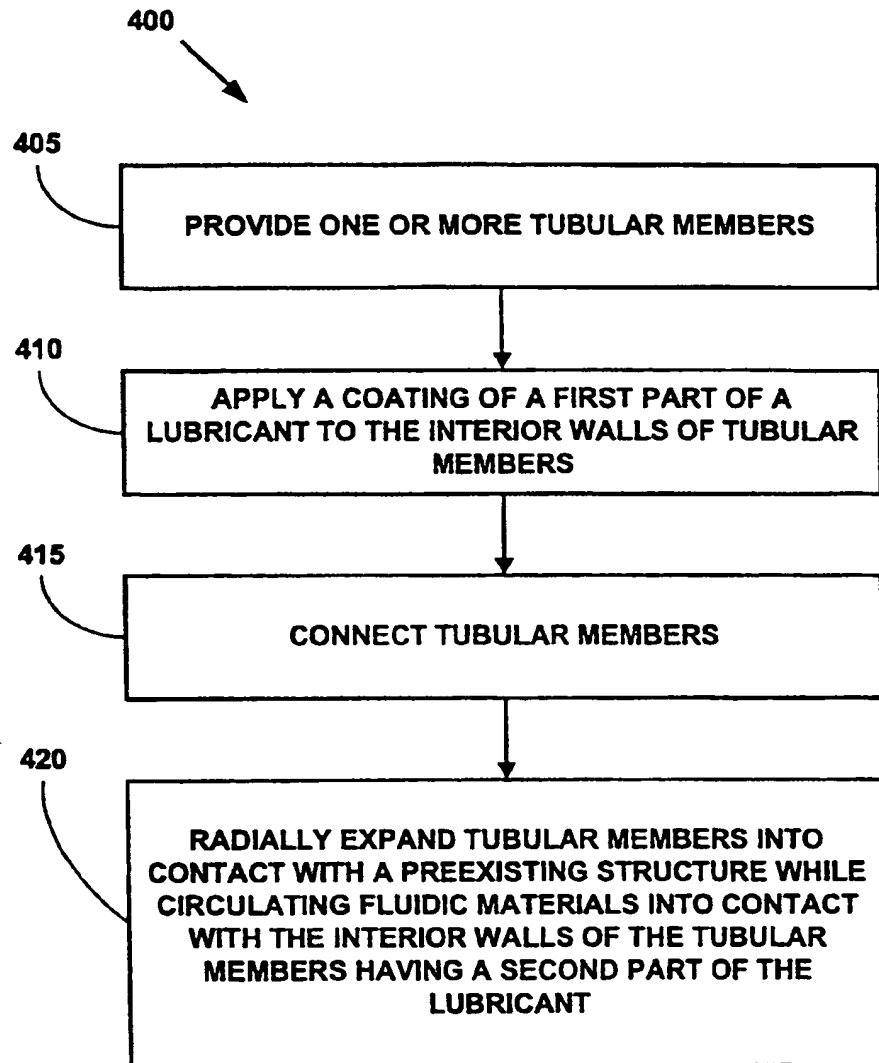 400
405
PROVIDE ONE OR MORE TUBULAR MEMBERS
410
APPLY A COATING OF A FIRST PART OF A
LUBRICANT TO THE INTERIOR WALLS OF TUBULAR
MEMBERS
415
CONNECT TUBULAR MEMBERS
420
RADIALLY EXPAND TUBULAR MEMBERS INTO
CONTACT WITH A PREEXISTING STRUCTURE WHILE
CIRCULATING FLUIDIC MATERIALS INTO CONTACT
WITH THE INTERIOR WALLS OF THE TUBULAR
MEMBERS HAVING A SECOND PART OF THE
LUBRICANT